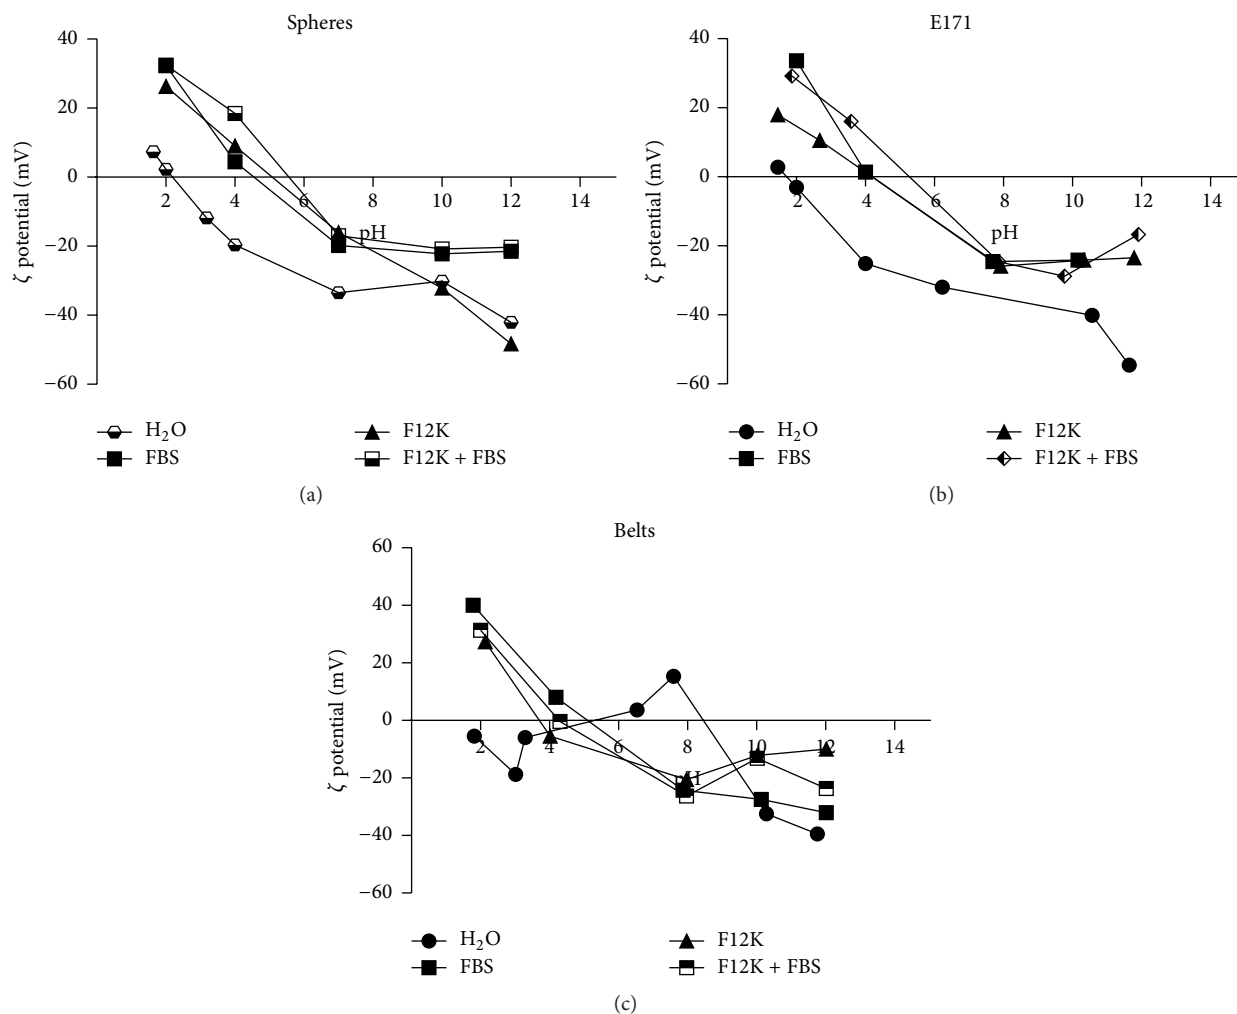 Spheres
40
20
0
−20
−40
−60
2 4 6 8 10 12 14
pH
ζ potential (mV)
H₂O
FBS
F12K
F12K + FBS
(a)
E171
40
20
0
−20
−40
−60
2 4 6 8 10 12 14
pH
ζ potential (mV)
H₂O
FBS
F12K
F12K + FBS
(b)
Belts
60
40
20
0
−20
−40
−60
2 4 6 8 10 12 14
pH
ζ potential (mV)
H₂O
FBS
F12K
F12K + FBS
(c)